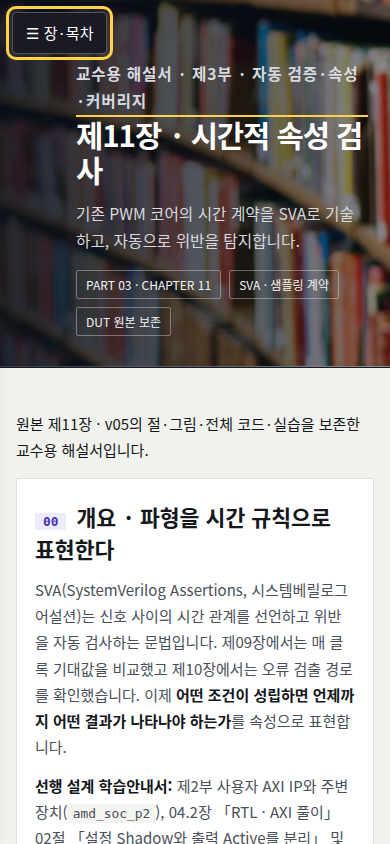 ☰ 장·목차
교수용 해설서 · 제3부 · 자동 검증·속성
·커버리지
제11장 · 시간적 속성 검
사
기존 PWM 코어의 시간 계약을 SVA로 기술
하고, 자동으로 위반을 탐지합니다.
PART 03 · CHAPTER 11
SVA · 샘플링 계약
DUT 원본 보존
원본 제11장 · v05의 절·그림·전체 코드·실습을 보존한
교수용 해설서입니다.
00 개요 · 파형을 시간 규칙으로
표현한다
SVA(SystemVerilog Assertions, 시스템베릴로그
어설션)는 신호 사이의 시간 관계를 선언하고 위반
을 자동 검사하는 문법입니다. 제09장에서는 매 클
록 기대값을 비교했고 제10장에서는 오류 검출 경로
를 확인했습니다. 이제 어떤 조건이 성립하면 언제까
지 어떤 결과가 나타나야 하는가를 속성으로 표현합
니다.
선행 설계 학습안내서: 제2부 사용자 AXI IP와 주변
장치(amd_soc_p2), 04.2장 「RTL · AXI 풀이」
02절 「설정 Shadow와 출력 Active를 분리」 및